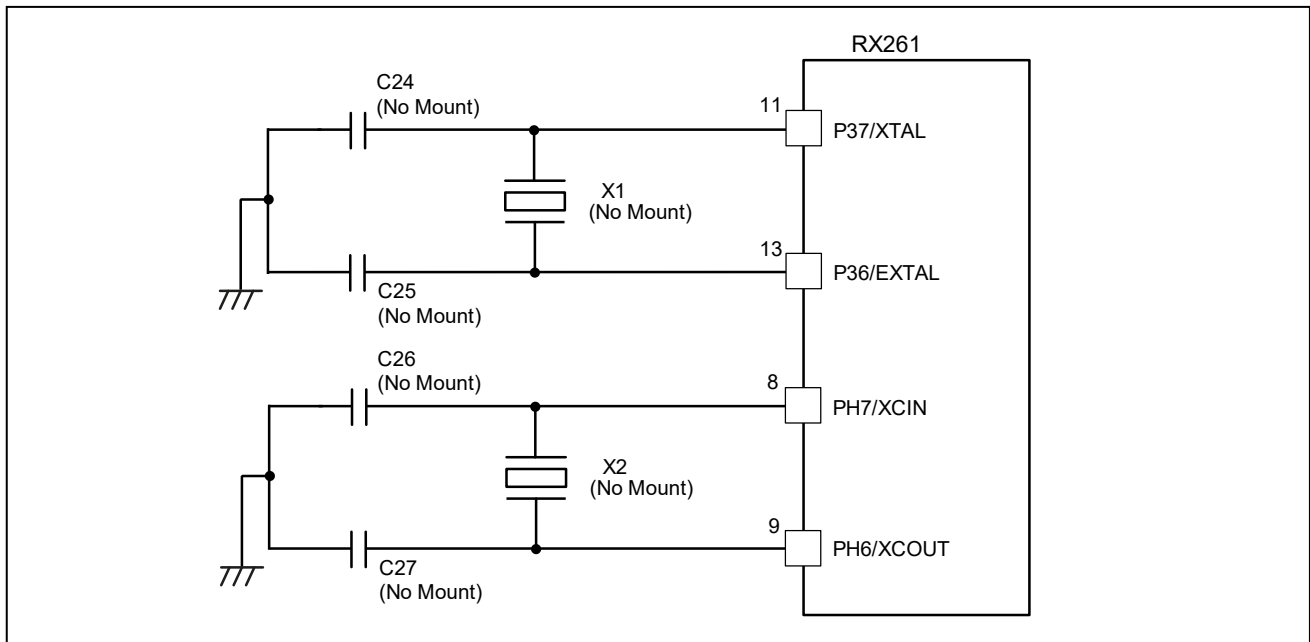 RX261
C24
(No Mount)
11
P37/XTAL
X1
(No Mount)
13
P36/EXTAL
C25
(No Mount)
C26
(No Mount)
8
PH7/XCIN
X2
(No Mount)
9
PH6/XCOUT
C27
(No Mount)